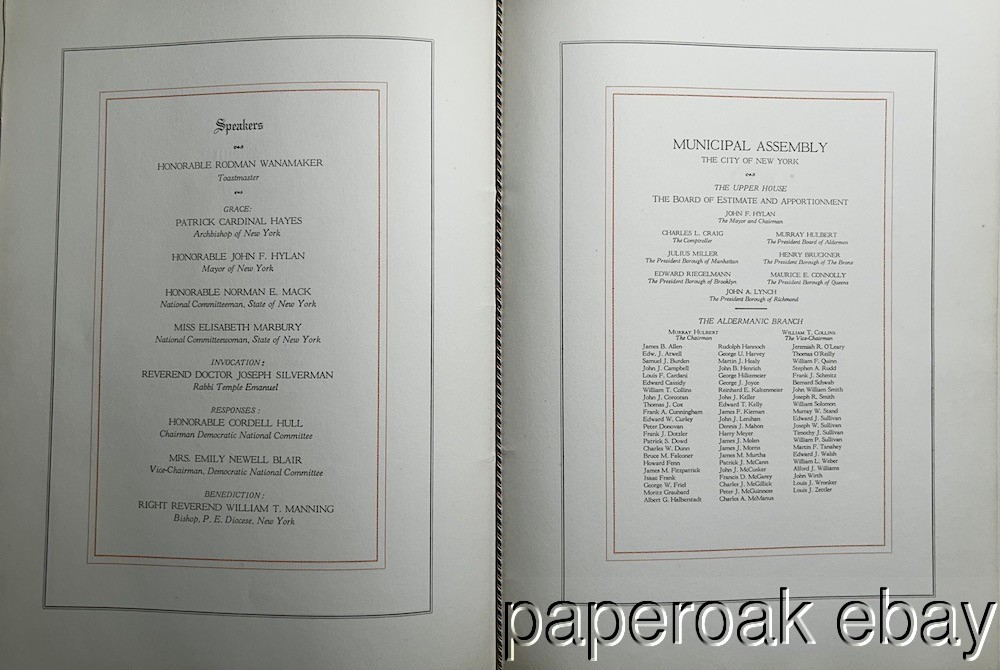 Speakers
HONORABLE RODMAN WANAMAKER
Toastmaster
GRACE:
PATRICK CARDINAL HAYES
Archbishop of New York
HONORABLE JOHN F. HYLAN
Mayor of New York
HONORABLE NORMAN E. MACK
National Committeeman, State of New York
MISS ELISABETH MARBURY
National Committeewoman, State of New York
INVOCATION:
REVEREND DOCTOR JOSEPH SILVERMAN
Rabbi Temple Emanuel
RESPONSES:
HONORABLE CORDELL HULL
Chairman Democratic National Committee
MRS. EMILY NEWELL BLAIR
Vice-Chairman, Democratic National Committee
BENEDICTION:
RIGHT REVEREND WILLIAM T. MANNING
Bishop, P. E. Diocese, New York
MUNICIPAL ASSEMBLY
THE CITY OF NEW YORK
THE UPPER HOUSE
THE BOARD OF ESTIMATE AND APPORTIONMENT
JOHN F. HYLAN
The Mayor and Chairman
CHARLES L. CRAIG
The Comptroller
MURRAY HULBERT
The President Board of Aldermen
JULIUS MILLER
The President Borough of Manhattan
HENRY BRUCKNER
The President Borough of The Bronx
EDWARD RIEGELMANN
The President Borough of Brooklyn
MAURICE E. CONNOLLY
The President Borough of Queens
JOHN A. LYNCH
The President Borough of Richmond
THE ALDERMANIC BRANCH
MURRAY HULBERT
The Chairman
WILLIAM T. COLLINS
The Vice-Chairman
James B. Allen
Edw. J. Atwell
Samuel J. Burden
John J. Campbell
Louis F. Cardani
Edward Cassidy
William T. Collins
John J. Corcoran
Thomas J. Cox
Frank A. Cunningham
Edward W. Curley
Peter Donovan
Frank J. Dotzler
Patrick S. Dowd
Charles W. Dunn
Bruce M. Falconer
Howard Fenn
James M. Fitzpatrick
Isaac Frank
George W. Friel
Moritz Graubard
Albert G. Halberstadt
Rudolph Hannoch
George U. Harvey
Martin J. Healy
John B. Henrich
George Hilkemeier
George J. Joyce
Reinhard E. Kaltenmeier
John J. Keller
Edward T. Kelly
James F. Kiernan
John J. Lenihan
Dennis J. Mahon
Harry Meyer
James J. Molen
James J. Morris
James M. Murtha
Patrick J. McCann
John J. McCusker
Francis D. McGarey
Charles J. McGillick
Peter J. McGuinness
Charles A. McManus
Jeremiah R. O'Leary
Thomas O'Reilly
William F. Quinn
Stephen A. Rudd
Frank J. Schmitz
Bernard Schwab
John William Smith
Joseph R. Smith
William Solomon
Murray W. Stand
Edward J. Sullivan
Joseph W. Sullivan
Timothy J. Sullivan
William P. Sullivan
Martin F. Tanahey
Edward J. Walsh
William L. Weber
Alford J. Williams
John Wirth
Louis J. Wronker
Louis J. Zettler
paperoak ebay